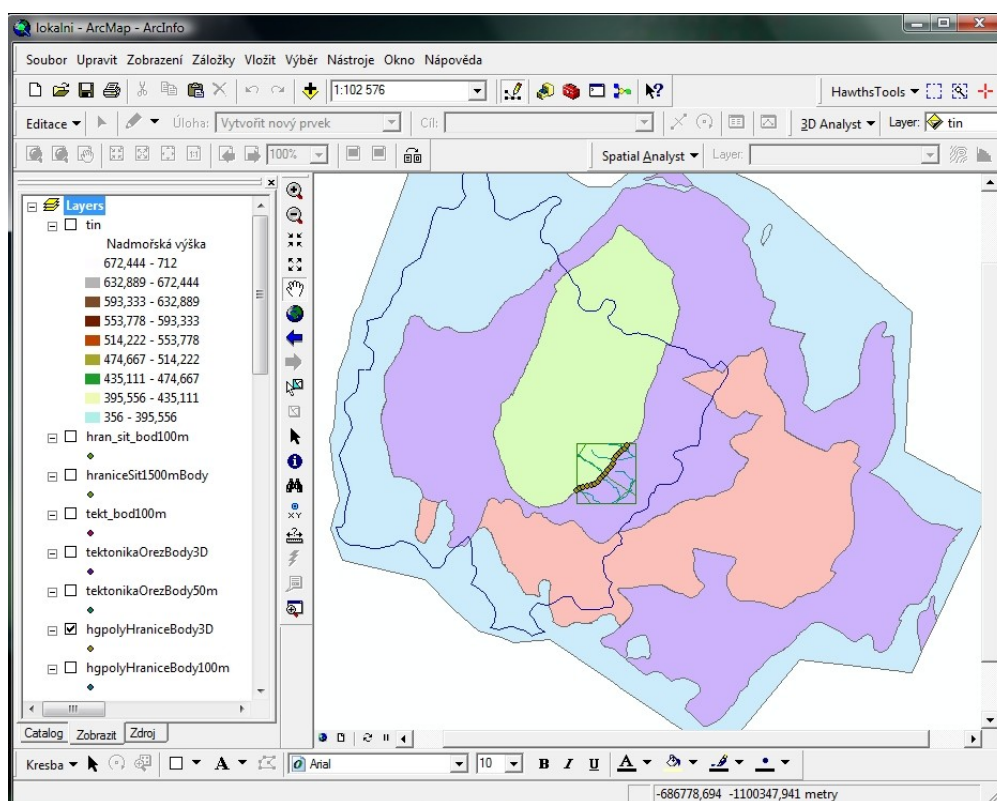 lokalni - ArcMap - ArcInfo
Soubor Upravit Zobrazení Záložky Vložit Výběr Nástroje Okno Nápověda
1:102 576
HawthsTools
Editace Úloha: Vytvořit nový prvek Cíl: 3D Analyst Layer: tin
1:1 100% Spatial Analyst Layer:
Layers
tin
Nadmořská výška
672,444 - 712
632,889 - 672,444
593,333 - 632,889
553,778 - 593,333
514,222 - 553,778
474,667 - 514,222
435,111 - 474,667
395,556 - 435,111
356 - 395,556
hran_sit_bod100m
hraniceSit1500mBody
tekt_bod100m
tektonikaOrezBody3D
tektonikaOrezBody50m
hgpolyHraniceBody3D
hgpolyHraniceBody100m
XY
Catalog Zobrazit Zdroj
Kresba A Arial 10 B I U A
-686778,694 -1100347,941 metry